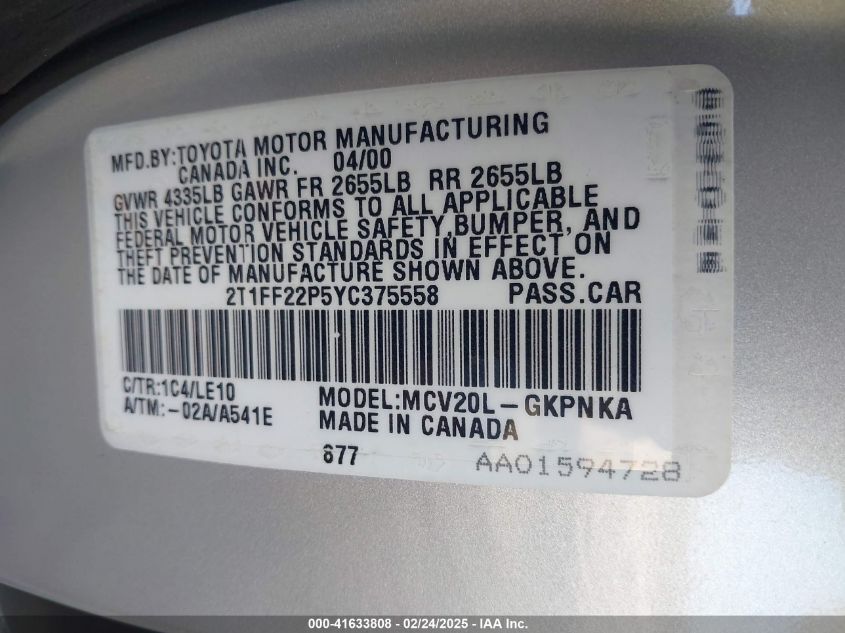 MFD.BY:TOYOTA MOTOR MANUFACTURING
CANADA INC. 04/00
GVWR 4335LB GAWR FR 2655LB RR 2655LB
THIS VEHICLE CONFORMS TO ALL APPLICABLE
FEDERAL MOTOR VEHICLE SAFETY,BUMPER, AND
THEFT PREVENTION STANDARDS IN EFFECT ON
THE DATE OF MANUFACTURE SHOWN ABOVE.
2T1FF22P5YC375558 PASS.CAR
C/TR:1C4/LE10
A/TM:-02A/A541E
MODEL:MCV20L-GKPNKA
MADE IN CANADA
677
AA01594728
000-41633808 - 02/24/2025 - IAA Inc.